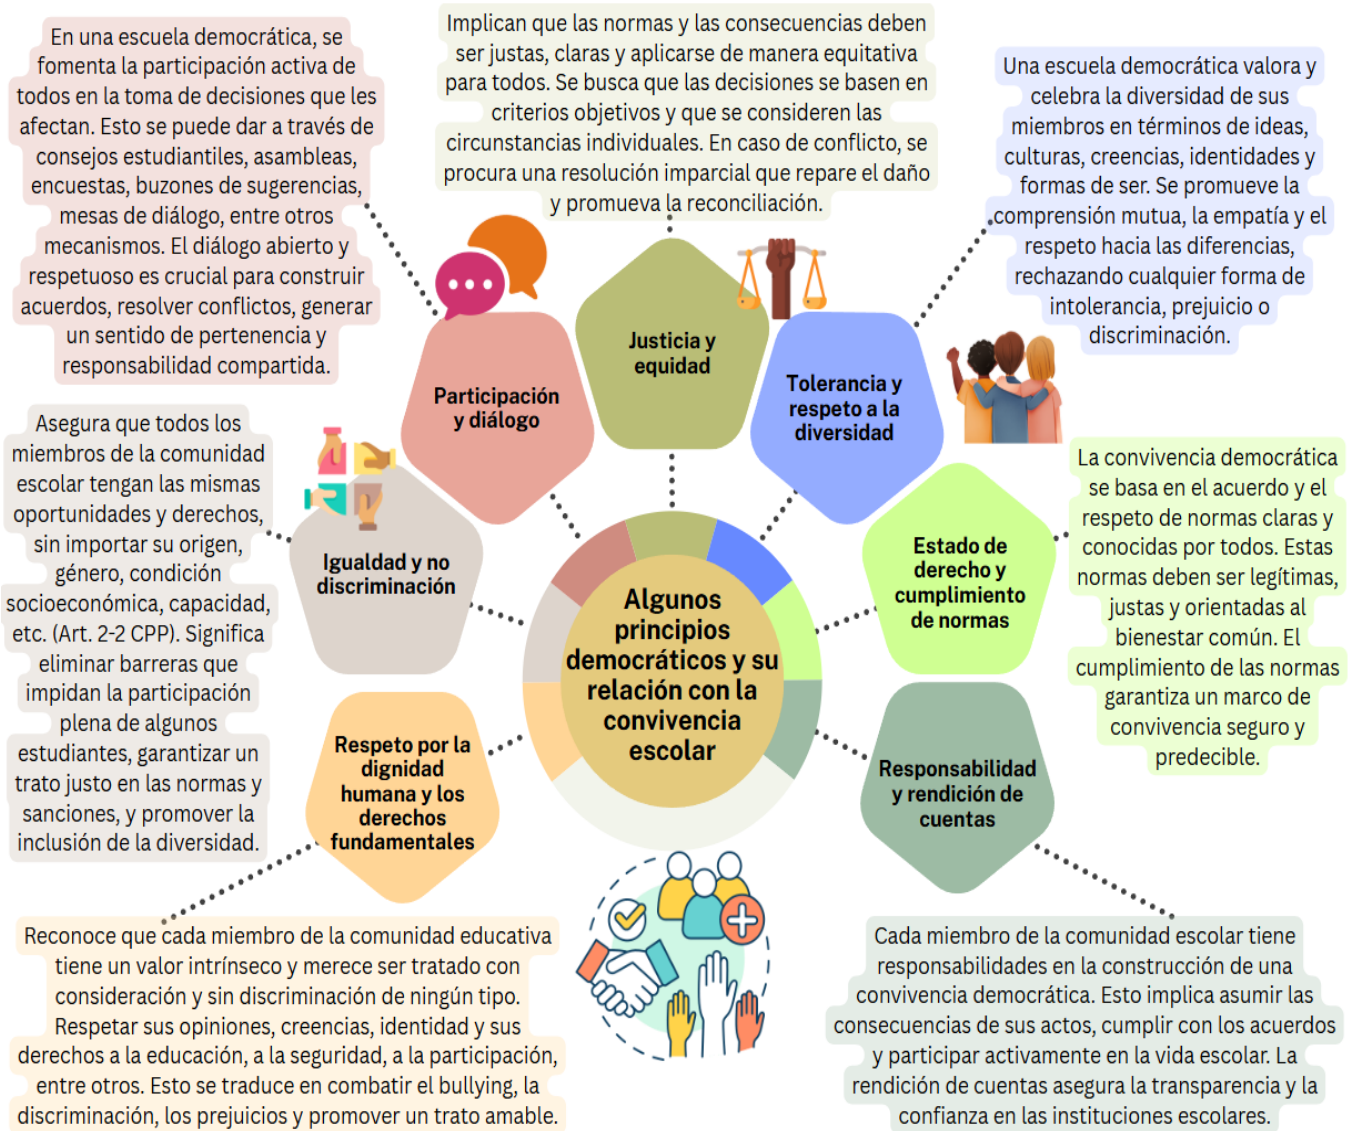 Algunos
principios
democráticos y su
relación con la
convivencia
escolar
Respeto por la
dignidad
humana y los
derechos
fundamentales
Reconoce que cada miembro de la comunidad educativa
tiene un valor intrínseco y merece ser tratado con
consideración y sin discriminación de ningún tipo.
Respetar sus opiniones, creencias, identidad y sus
derechos a la educación, a la seguridad, a la participación,
entre otros. Esto se traduce en combatir el bullying, la
discriminación, los prejuicios y promover un trato amable.
Igualdad y no
discriminación
Asegura que todos los
miembros de la comunidad
escolar tengan las mismas
oportunidades y derechos,
sin importar su origen,
género, condición
socioeconómica, capacidad,
etc. (Art. 2-2 CPP). Significa
eliminar barreras que
impidan la participación
plena de algunos
estudiantes, garantizar un
trato justo en las normas y
sanciones, y promover la
inclusión de la diversidad.
Participación
y diálogo
En una escuela democrática, se
fomenta la participación activa de
todos en la toma de decisiones que les
afectan. Esto se puede dar a través de
consejos estudiantiles, asambleas,
encuestas, buzones de sugerencias,
mesas de diálogo, entre otros
mecanismos. El diálogo abierto y
respetuoso es crucial para construir
acuerdos, resolver conflictos, generar
un sentido de pertenencia y
responsabilidad compartida.
Justicia y
equidad
Implican que las normas y las consecuencias deben
ser justas, claras y aplicarse de manera equitativa
para todos. Se busca que las decisiones se basen en
criterios objetivos y que se consideren las
circunstancias individuales. En caso de conflicto, se
procura una resolución imparcial que repare el daño
y promueva la reconciliación.
Tolerancia y
respeto a la
diversidad
Una escuela democrática valora y
celebra la diversidad de sus
miembros en términos de ideas,
culturas, creencias, identidades y
formas de ser. Se promueve la
comprensión mutua, la empatía y el
respeto hacia las diferencias,
rechazando cualquier forma de
intolerancia, prejuicio o
discriminación.
Estado de
derecho y
cumplimiento
de normas
La convivencia democrática
se basa en el acuerdo y el
respeto de normas claras y
conocidas por todos. Estas
normas deben ser legítimas,
justas y orientadas al
bienestar común. El
cumplimiento de las normas
garantiza un marco de
convivencia seguro y
predecible.
Responsabilidad
y rendición de
cuentas
Cada miembro de la comunidad escolar tiene
responsabilidades en la construcción de una
convivencia democrática. Esto implica asumir las
consecuencias de sus actos, cumplir con los acuerdos
y participar activamente en la vida escolar. La
rendición de cuentas asegura la transparencia y la
confianza en las instituciones escolares.